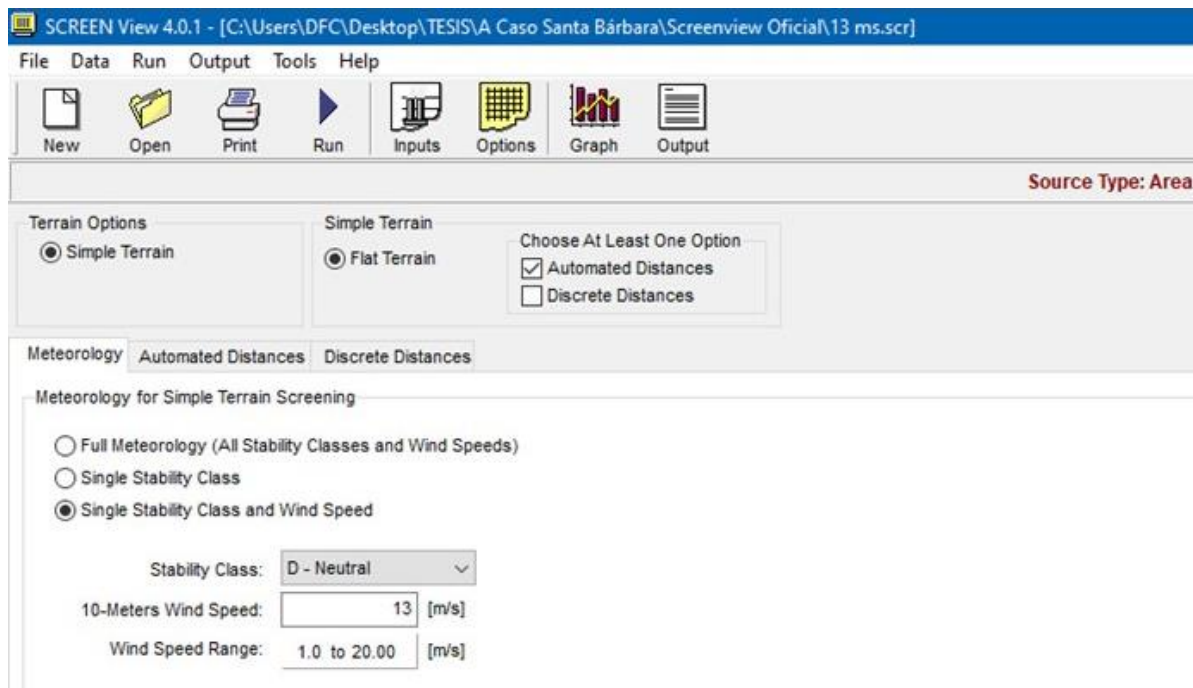 SCREEN View 4.0.1 - [C:\Users\DFC\Desktop\TESIS\A Caso Santa Bárbara\Screenview Oficial\13 ms.scr]
File Data Run Output Tools Help
New Open Print Run Inputs Options Graph Output
Source Type: Area
Terrain Options
Simple Terrain
Simple Terrain
Flat Terrain
Choose At Least One Option
Automated Distances
Discrete Distances
Meteorology Automated Distances Discrete Distances
Meteorology for Simple Terrain Screening
Full Meteorology (All Stability Classes and Wind Speeds)
Single Stability Class
Single Stability Class and Wind Speed
Stability Class: D - Neutral
10-Meters Wind Speed: 13 [m/s]
Wind Speed Range: 1.0 to 20.00 [m/s]